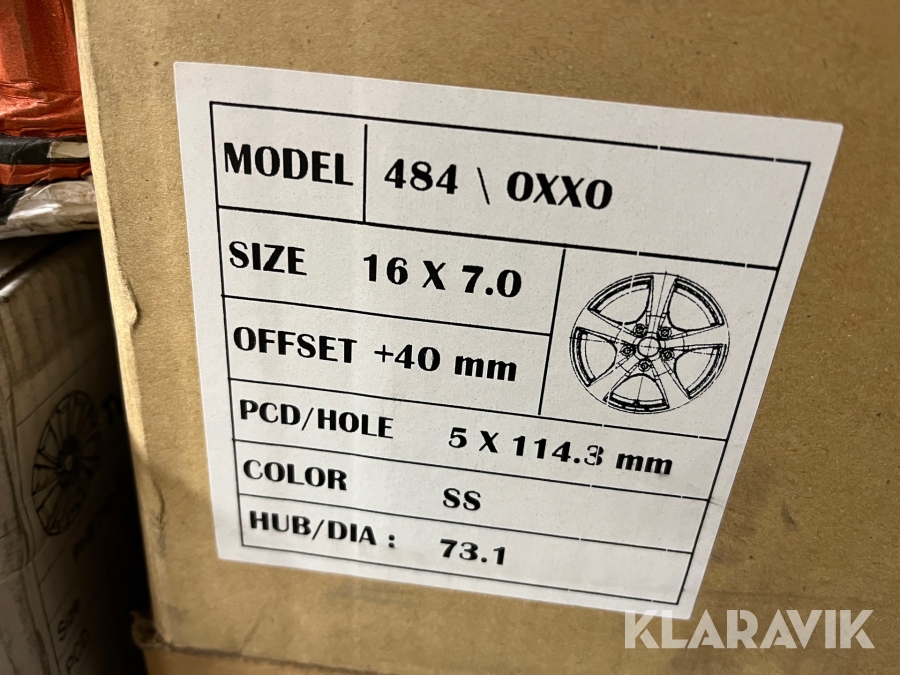 MODEL 484 \ OXXO
SIZE 16 X 7.0
OFFSET +40 mm
PCD/HOLE 5 X 114.3 mm
COLOR SS
HUB/DIA : 73.1
KLARAVIK